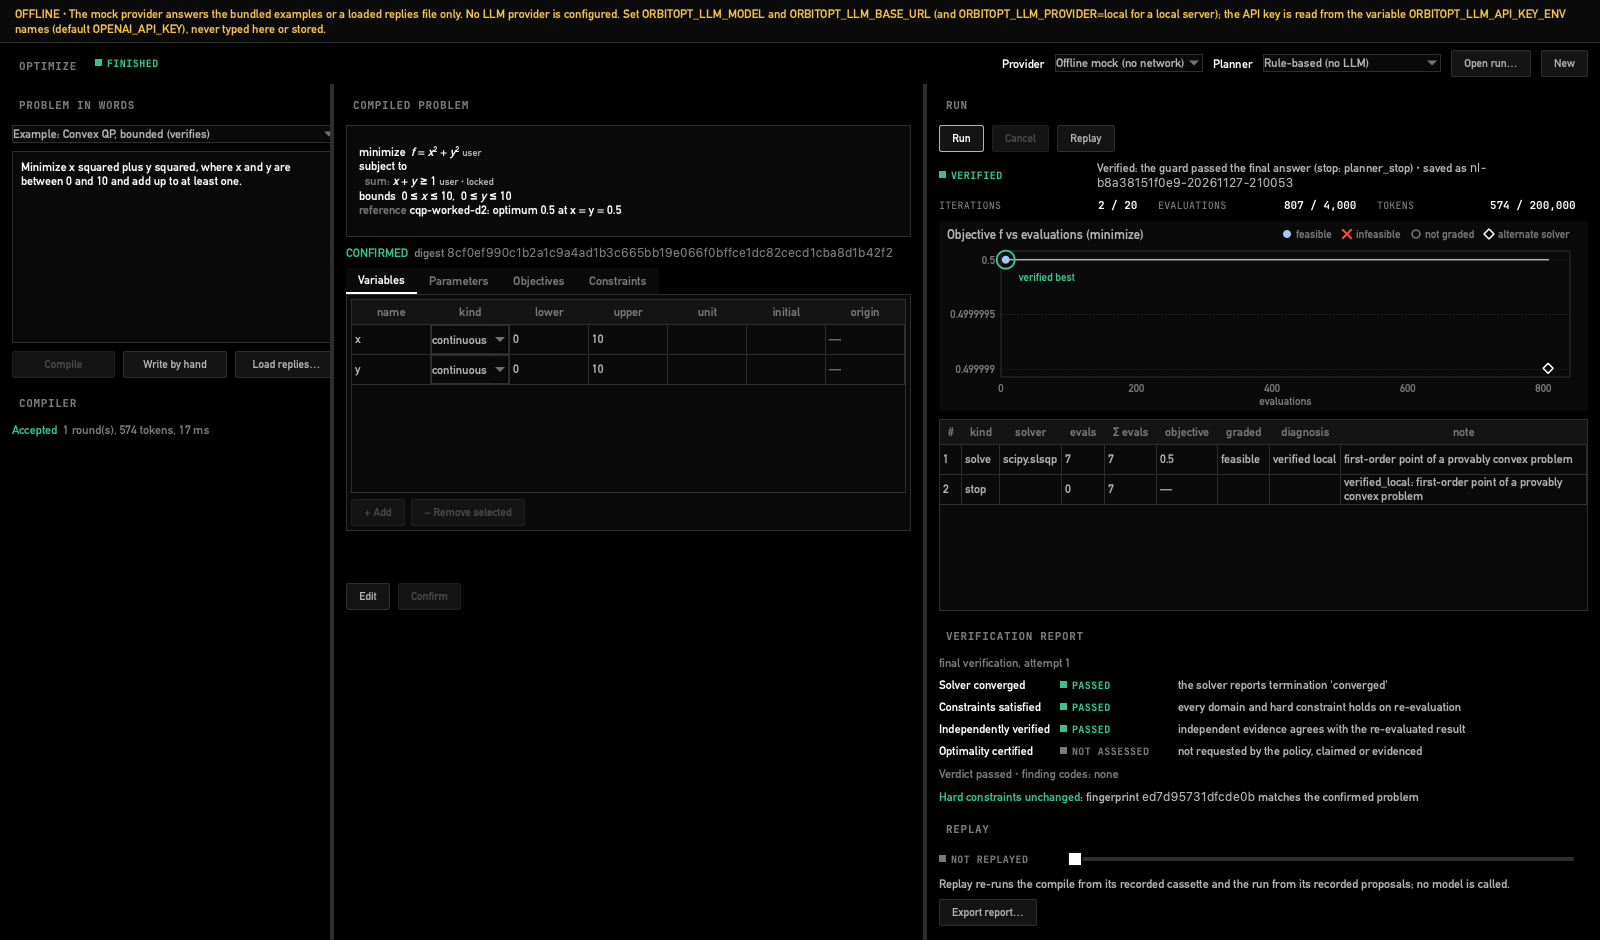 OFFLINE • The mock provider answers the bundled examples or a loaded replies file only. No LLM provider is configured. Set ORBITOPT_LLM_MODEL and ORBITOPT_LLM_BASE_URL (and ORBITOPT_LLM_PROVIDER=local for a local server); the API key is read from the variable ORBITOPT_LLM_API_KEY_ENV
names (default OPENAI_API_KEY), never typed here or stored.
OPTIMIZE FINISHED
Provider Offline mock (no network) Planner Rule-based (no LLM) Open run... New
PROBLEM IN WORDS
Example: Convex QP, bounded (verifies)
Minimize x squared plus y squared, where x and y are
between 0 and 10 and add up to at least one.
Compile Write by hand Load replies...
COMPILER
Accepted 1 round(s), 574 tokens, 17 ms
COMPILED PROBLEM
minimize f = x² + y² user
subject to
sum: x + y ≥ 1 user • locked
bounds 0 ≤ x ≤ 10, 0 ≤ y ≤ 10
reference cqp-worked-d2: optimum 0.5 at x = y = 0.5
CONFIRMED digest 8cf0ef990c1b2a1c9a4ad1b3c665bb19e066f0bffce1dc82cecd1cba8d1b42f2
Variables Parameters Objectives Constraints
name kind lower upper unit initial origin
x continuous 0 10 —
y continuous 0 10 —
+ Add – Remove selected
Edit Confirm
RUN
Run Cancel Replay
VERIFIED Verified: the guard passed the final answer (stop: planner_stop) • saved as nl-
b8a38151f0e9-20261127-210053
ITERATIONS 2 / 20 EVALUATIONS 807 / 4,000 TOKENS 574 / 200,000
Objective f vs evaluations (minimize) feasible infeasible not graded alternate solver
0.5
verified best
0.4999995
0.499999
0 200 400 600 800
evaluations
# kind solver evals Σ evals objective graded diagnosis note
1 solve scipy.slsqp 7 7 0.5 feasible verified local first-order point of a provably convex problem
2 stop 0 7 — verified_local: first-order point of a provably
convex problem
VERIFICATION REPORT
final verification, attempt 1
Solver converged PASSED the solver reports termination 'converged'
Constraints satisfied PASSED every domain and hard constraint holds on re-evaluation
Independently verified PASSED independent evidence agrees with the re-evaluated result
Optimality certified NOT ASSESSED not requested by the policy, claimed or evidenced
Verdict passed • finding codes: none
Hard constraints unchanged: fingerprint ed7d95731dfcde0b matches the confirmed problem
REPLAY
NOT REPLAYED
Replay re-runs the compile from its recorded cassette and the run from its recorded proposals; no model is called.
Export report...